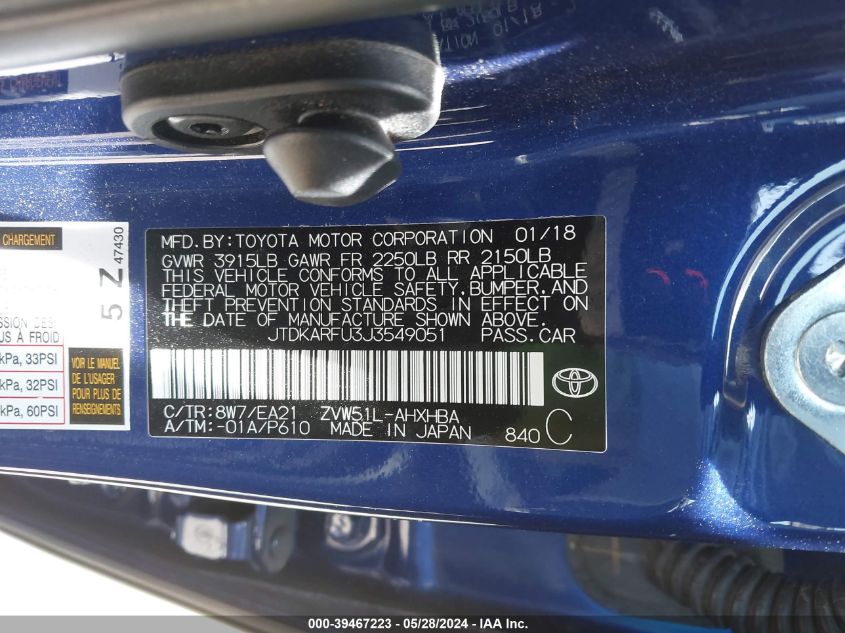 MFD. BY: TOYOTA MOTOR CORPORATION 01/18
GVWR 3915LB GAWR FR 2250LB RR 2150LB
THIS VEHICLE CONFORMS TO ALL APPLICABLE
FEDERAL MOTOR VEHICLE SAFETY, BUMPER, AND
THEFT PREVENTION STANDARDS IN EFFECT ON
THE DATE OF MANUFACTURE SHOWN ABOVE.
JTDKARFU3J3549051 PASS. CAR
C/TR: 8W7/EA21 ZVW51L-AHXHBA
A/TM: -01A/P610 MADE IN JAPAN 840 C
CHARGEMENT
5 Z 47430
À FROID
kPa, 33PSI
kPa, 32PSI
kPa, 60PSI
VOIR LE MANUEL
DE L'USAGER
POUR PLUS DE
RENSEIGNEMENTS
000-39467223 - 05/28/2024 - IAA Inc.